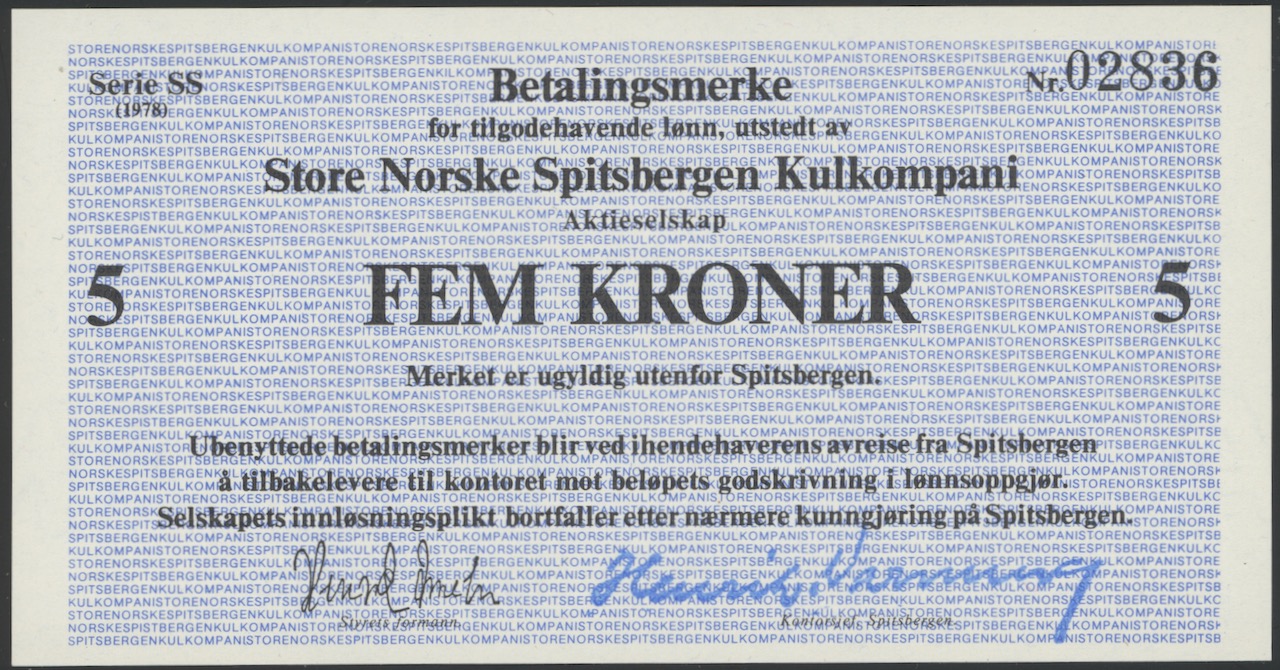 Serie SS
(1978)
Betalingsmerke
Nr. 02836
for tilgodehavende lønn, utstedt av
Store Norske Spitsbergen Kulkompani
Aktieselskap
5 FEM KRONER 5
Merket er ugyldig utenfor Spitsbergen.
Ubenyttede betalingsmerker blir ved ihendehaverens avreise fra Spitsbergen
å tilbakelevere til kontoret mot beløpets godskrivning i lønnsoppgjør.
Selskapets innløsningsplikt bortfaller etter nærmere kunngjøring på Spitsbergen.
Styrets formann.
Kontorsjef, Spitsbergen.